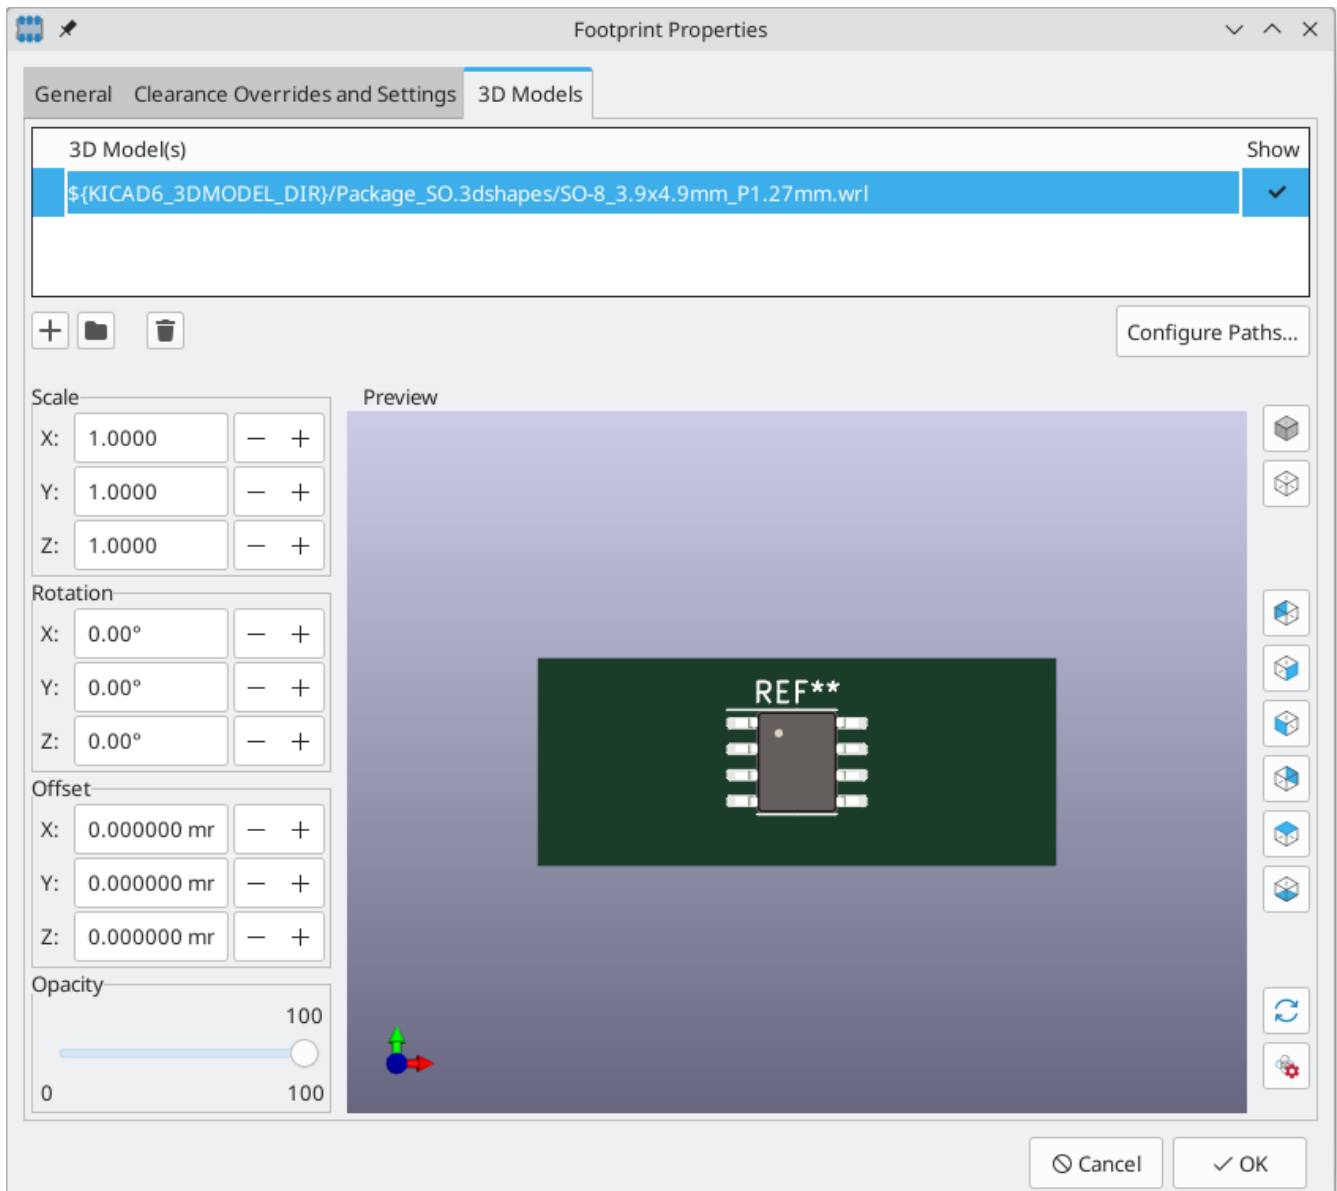 Footprint Properties
General Clearance Overrides and Settings 3D Models
3D Model(s) Show
${KICAD6_3DMODEL_DIR}/Package_SO.3dshapes/SO-8_3.9x4.9mm_P1.27mm.wrl
Configure Paths...
Scale
Preview
X: 1.0000
Y: 1.0000
Z: 1.0000
Rotation
X: 0.00°
Y: 0.00°
Z: 0.00°
REF**
Offset
X: 0.000000 mr
Y: 0.000000 mr
Z: 0.000000 mr
Opacity
100
0 100
Cancel OK